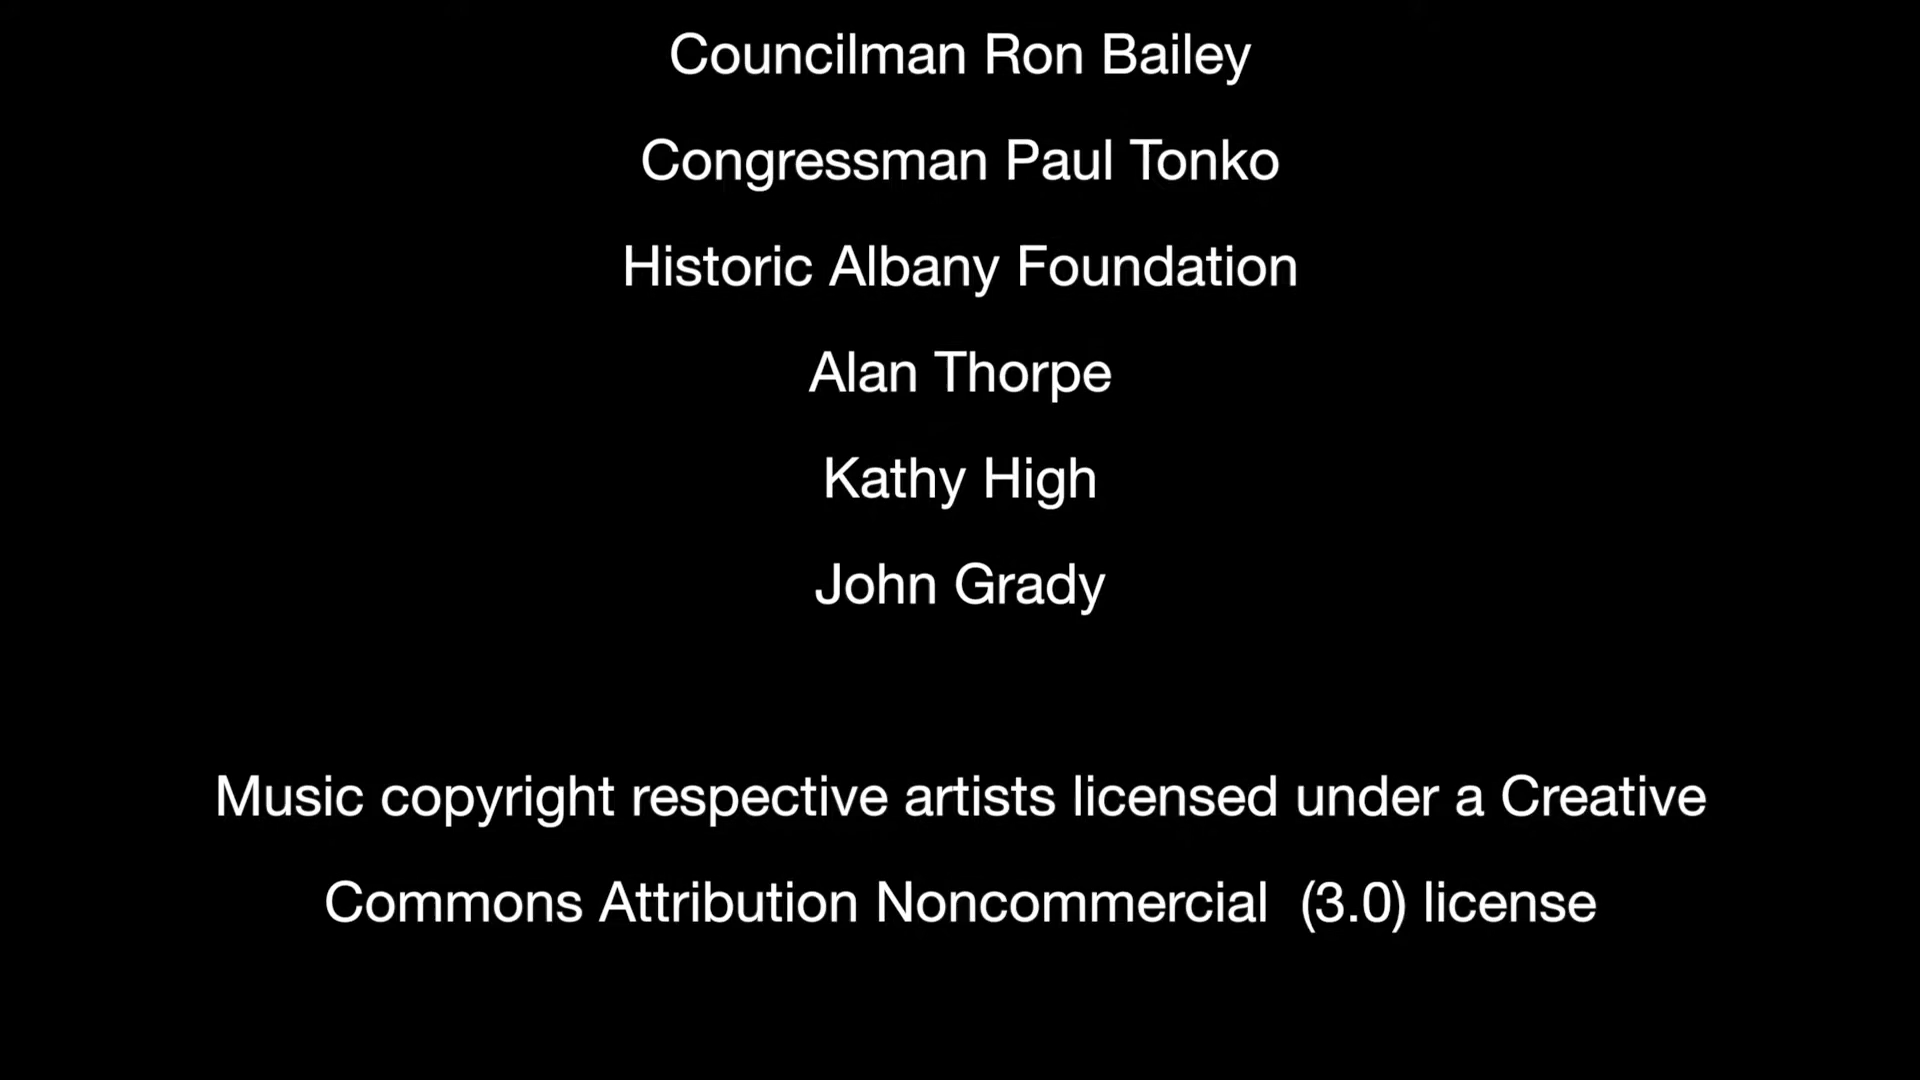 Councilman Ron Bailey
Congressman Paul Tonko
Historic Albany Foundation
Alan Thorpe
Kathy High
John Grady
Music copyright respective artists licensed under a Creative
Commons Attribution Noncommercial  (3.0) license